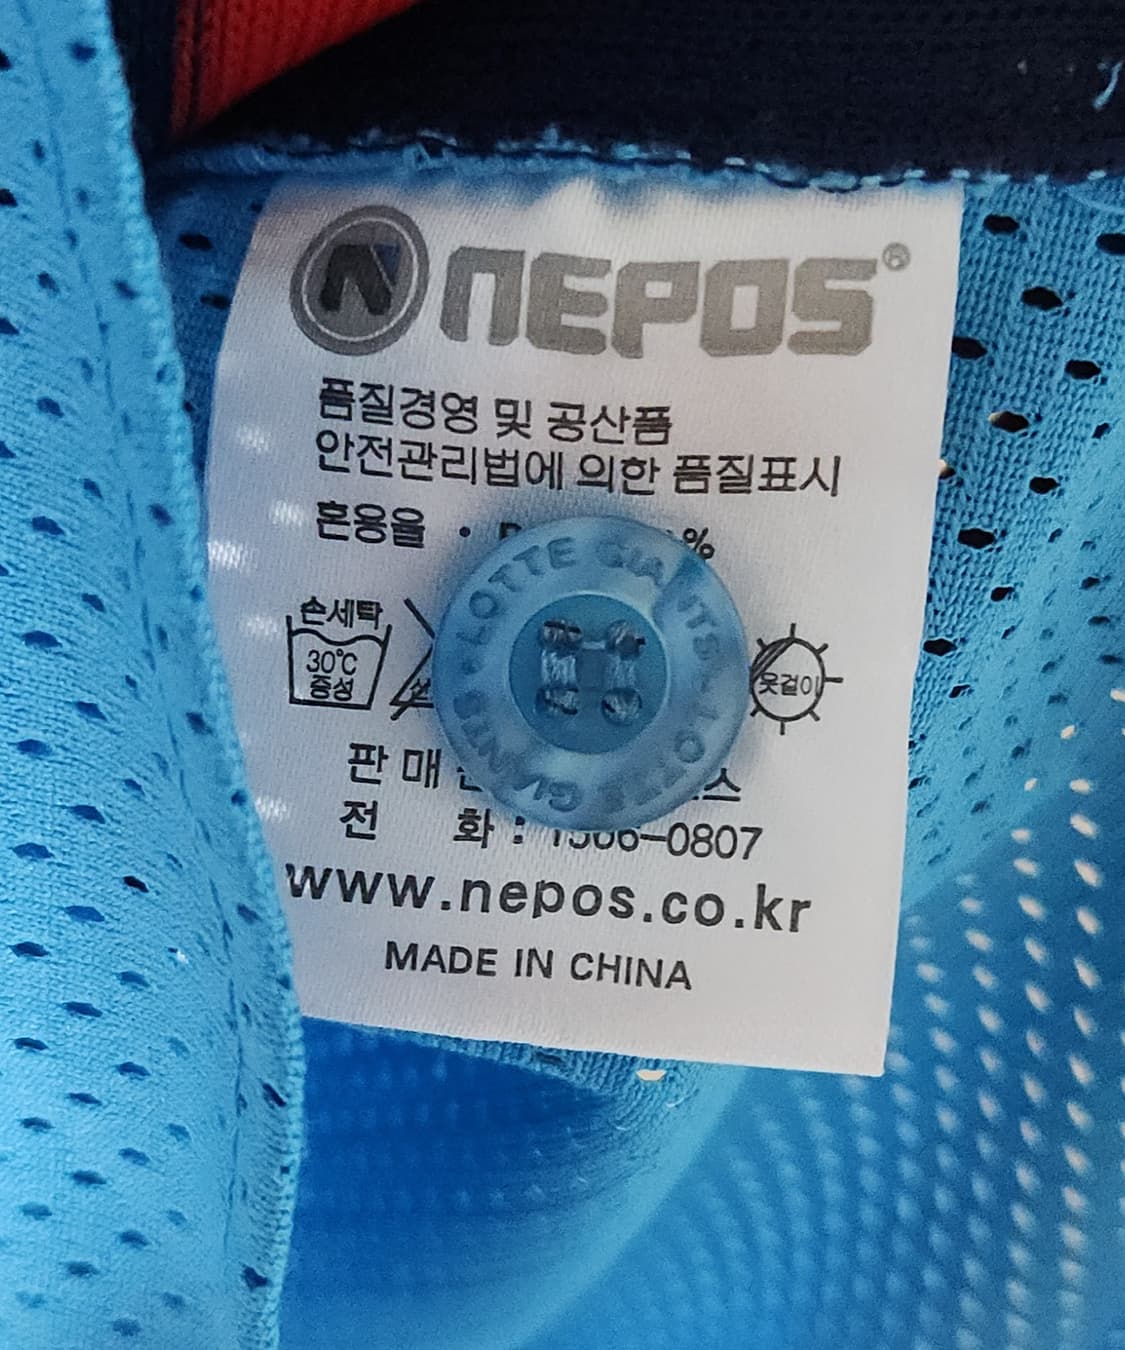 NEPOS®
품질경영 및 공산품
안전관리법에 의한 품질표시
혼용율 : %
LOTTE GIANTS · LOTTE GIANTS
손세탁
30℃
중성
옷걸이
판 매
전 화 : 1566-0807
www.nepos.co.kr
MADE IN CHINA